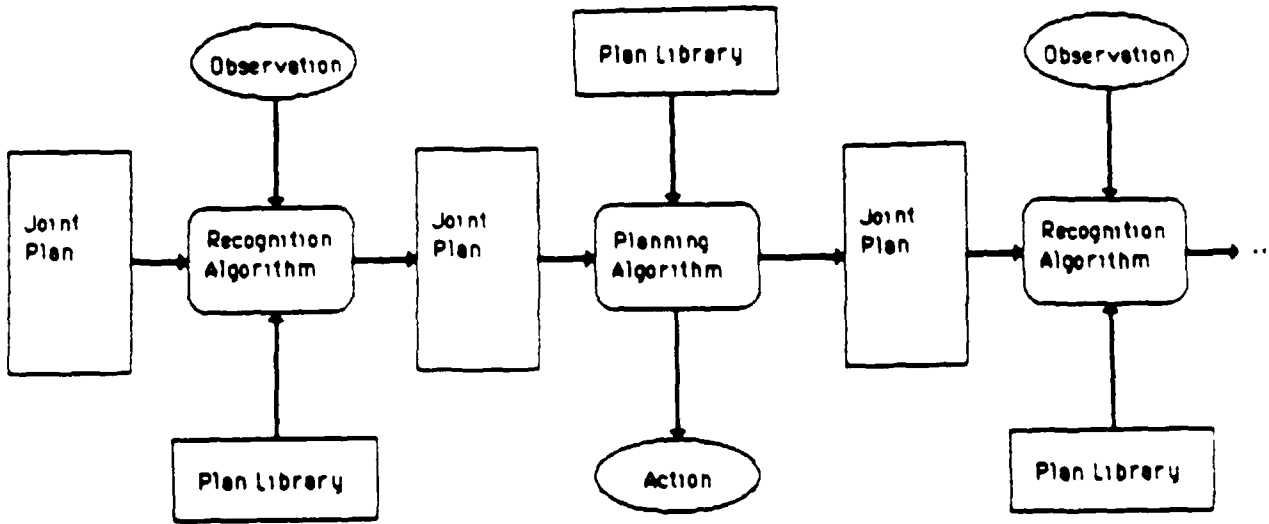 Observation
Plan Library
Observation
Joint
Plan
Recognition
Algorithm
Joint
Plan
Planning
Algorithm
Joint
Plan
Recognition
Algorithm
..
Plan Library
Action
Plan Library